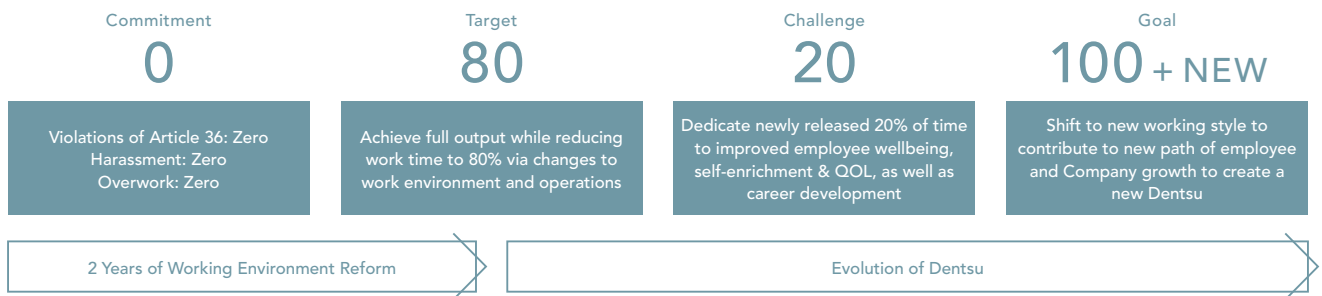 Commitment
0
Violations of Article 36: Zero
Harassment: Zero
Overwork: Zero
Target
80
Achieve full output while reducing
work time to 80% via changes to
work environment and operations
Challenge
20
Dedicate newly released 20% of time
to improved employee wellbeing,
self-enrichment & QOL, as well as
career development
Goal
100 + NEW
Shift to new working style to
contribute to new path of employee
and Company growth to create a
new Dentsu
2 Years of Working Environment Reform
Evolution of Dentsu